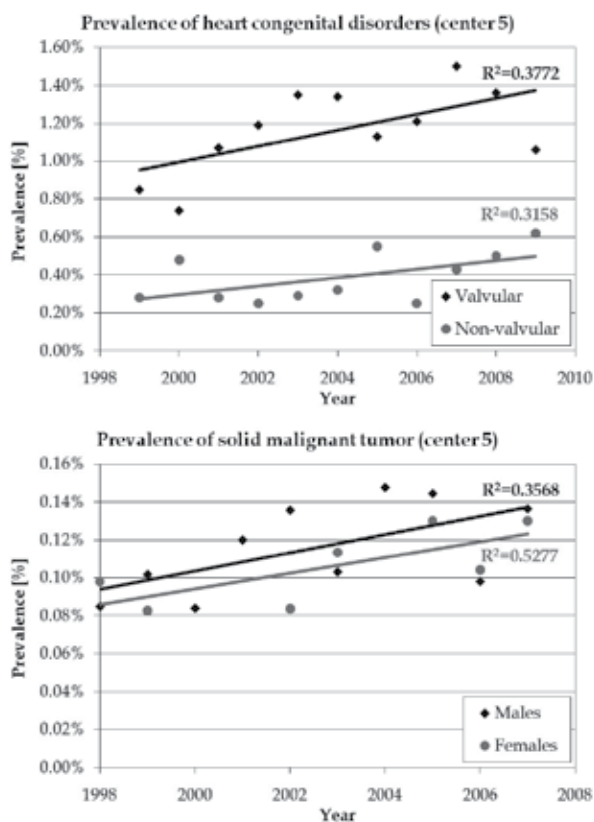 Prevalence of heart congenital disorders (center 5)
1.60%
1.40%
1.20%
1.00%
0.80%
0.60%
0.40%
0.20%
0.00%
Prevalence [%]
R²=0.3772
R²=0.3158
Valvular
Non-valvular
1998 2000 2002 2004 2006 2008 2010
Year
Prevalence of solid malignant tumor (center 5)
0.16%
0.14%
0.12%
0.10%
0.08%
0.06%
0.04%
0.02%
0.00%
Prevalence [%]
R²=0.3568
R²=0.5277
Males
Females
1998 2000 2002 2004 2006 2008
Year